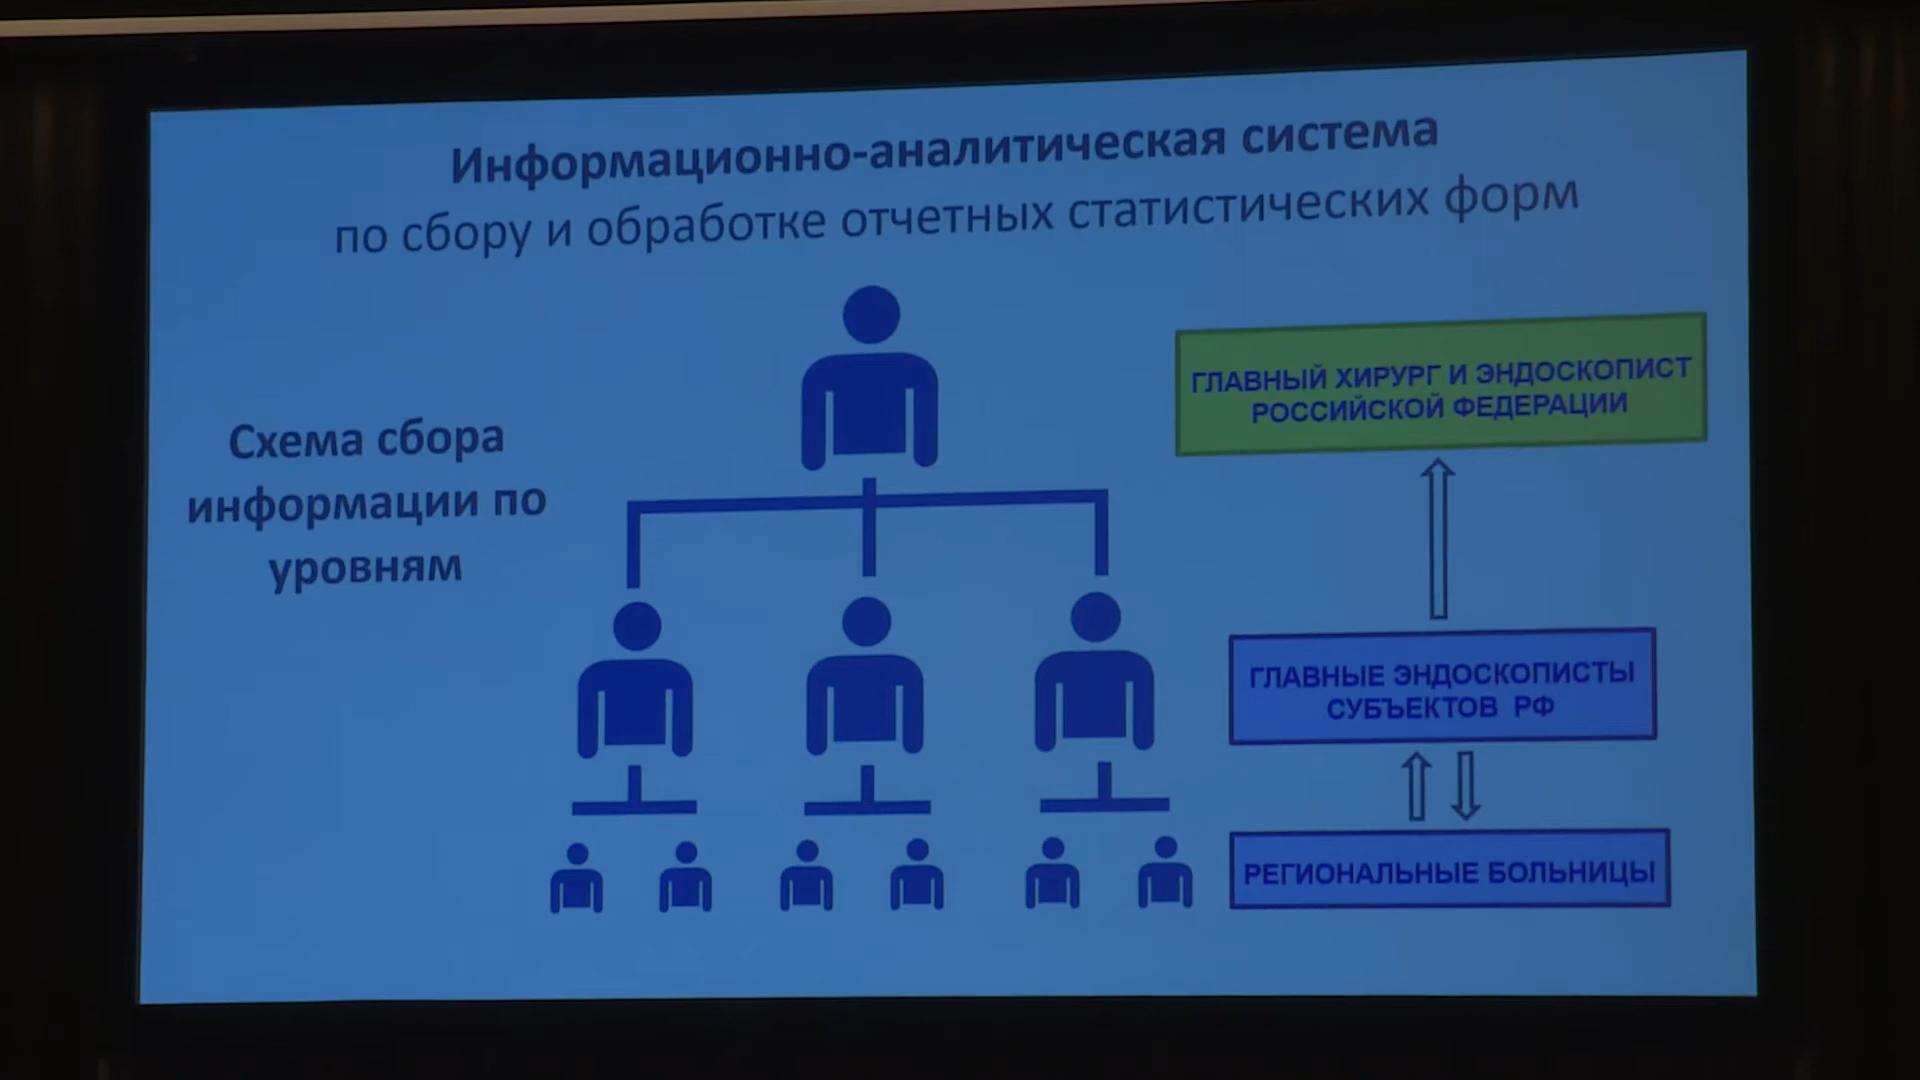 Информационно-аналитическая система
по сбору и обработке отчетных статистических форм
Схема сбора
информации по
уровням
ГЛАВНЫЙ ХИРУРГ И ЭНДОСКОПИСТ
РОССИЙСКОЙ ФЕДЕРАЦИИ
ГЛАВНЫЕ ЭНДОСКОПИСТЫ
СУБЪЕКТОВ РФ
РЕГИОНАЛЬНЫЕ БОЛЬНИЦЫ